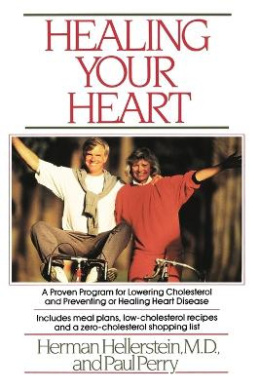 HEALING
YOUR
HEART
A Proven Program for Lowering Cholesterol
and Preventing or Healing Heart Disease
Includes meal plans, low-cholesterol recipes
and a zero-cholesterol shopping list
Herman Hellerstein, M.D.,
and Paul Perry